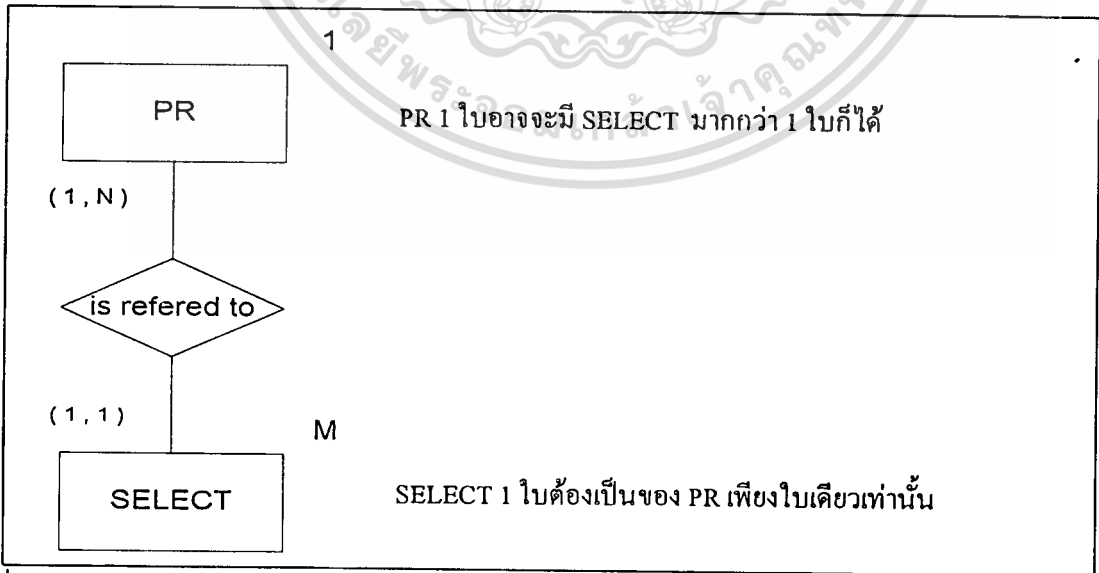 1
PR
PR 1 ใบอาจจะมี SELECT มากกว่า 1 ใบก็ได้
(1,N)
is refered to
(1,1)
M
SELECT
SELECT 1 ใบต้องเป็นของ PR เพียงใบเดียวเท่านั้น